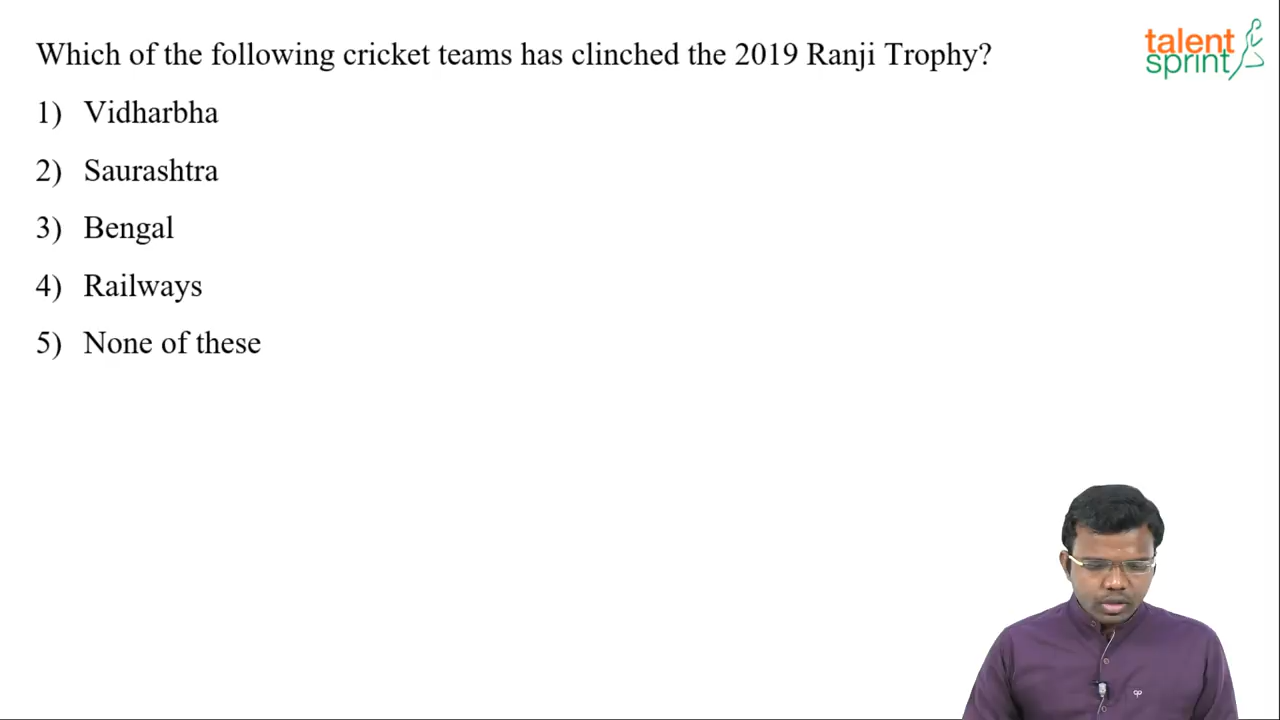 Which of the following cricket teams has clinched the 2019 Ranji Trophy?
talent
sprint
1) Vidharbha
2) Saurashtra
3) Bengal
4) Railways
5) None of these